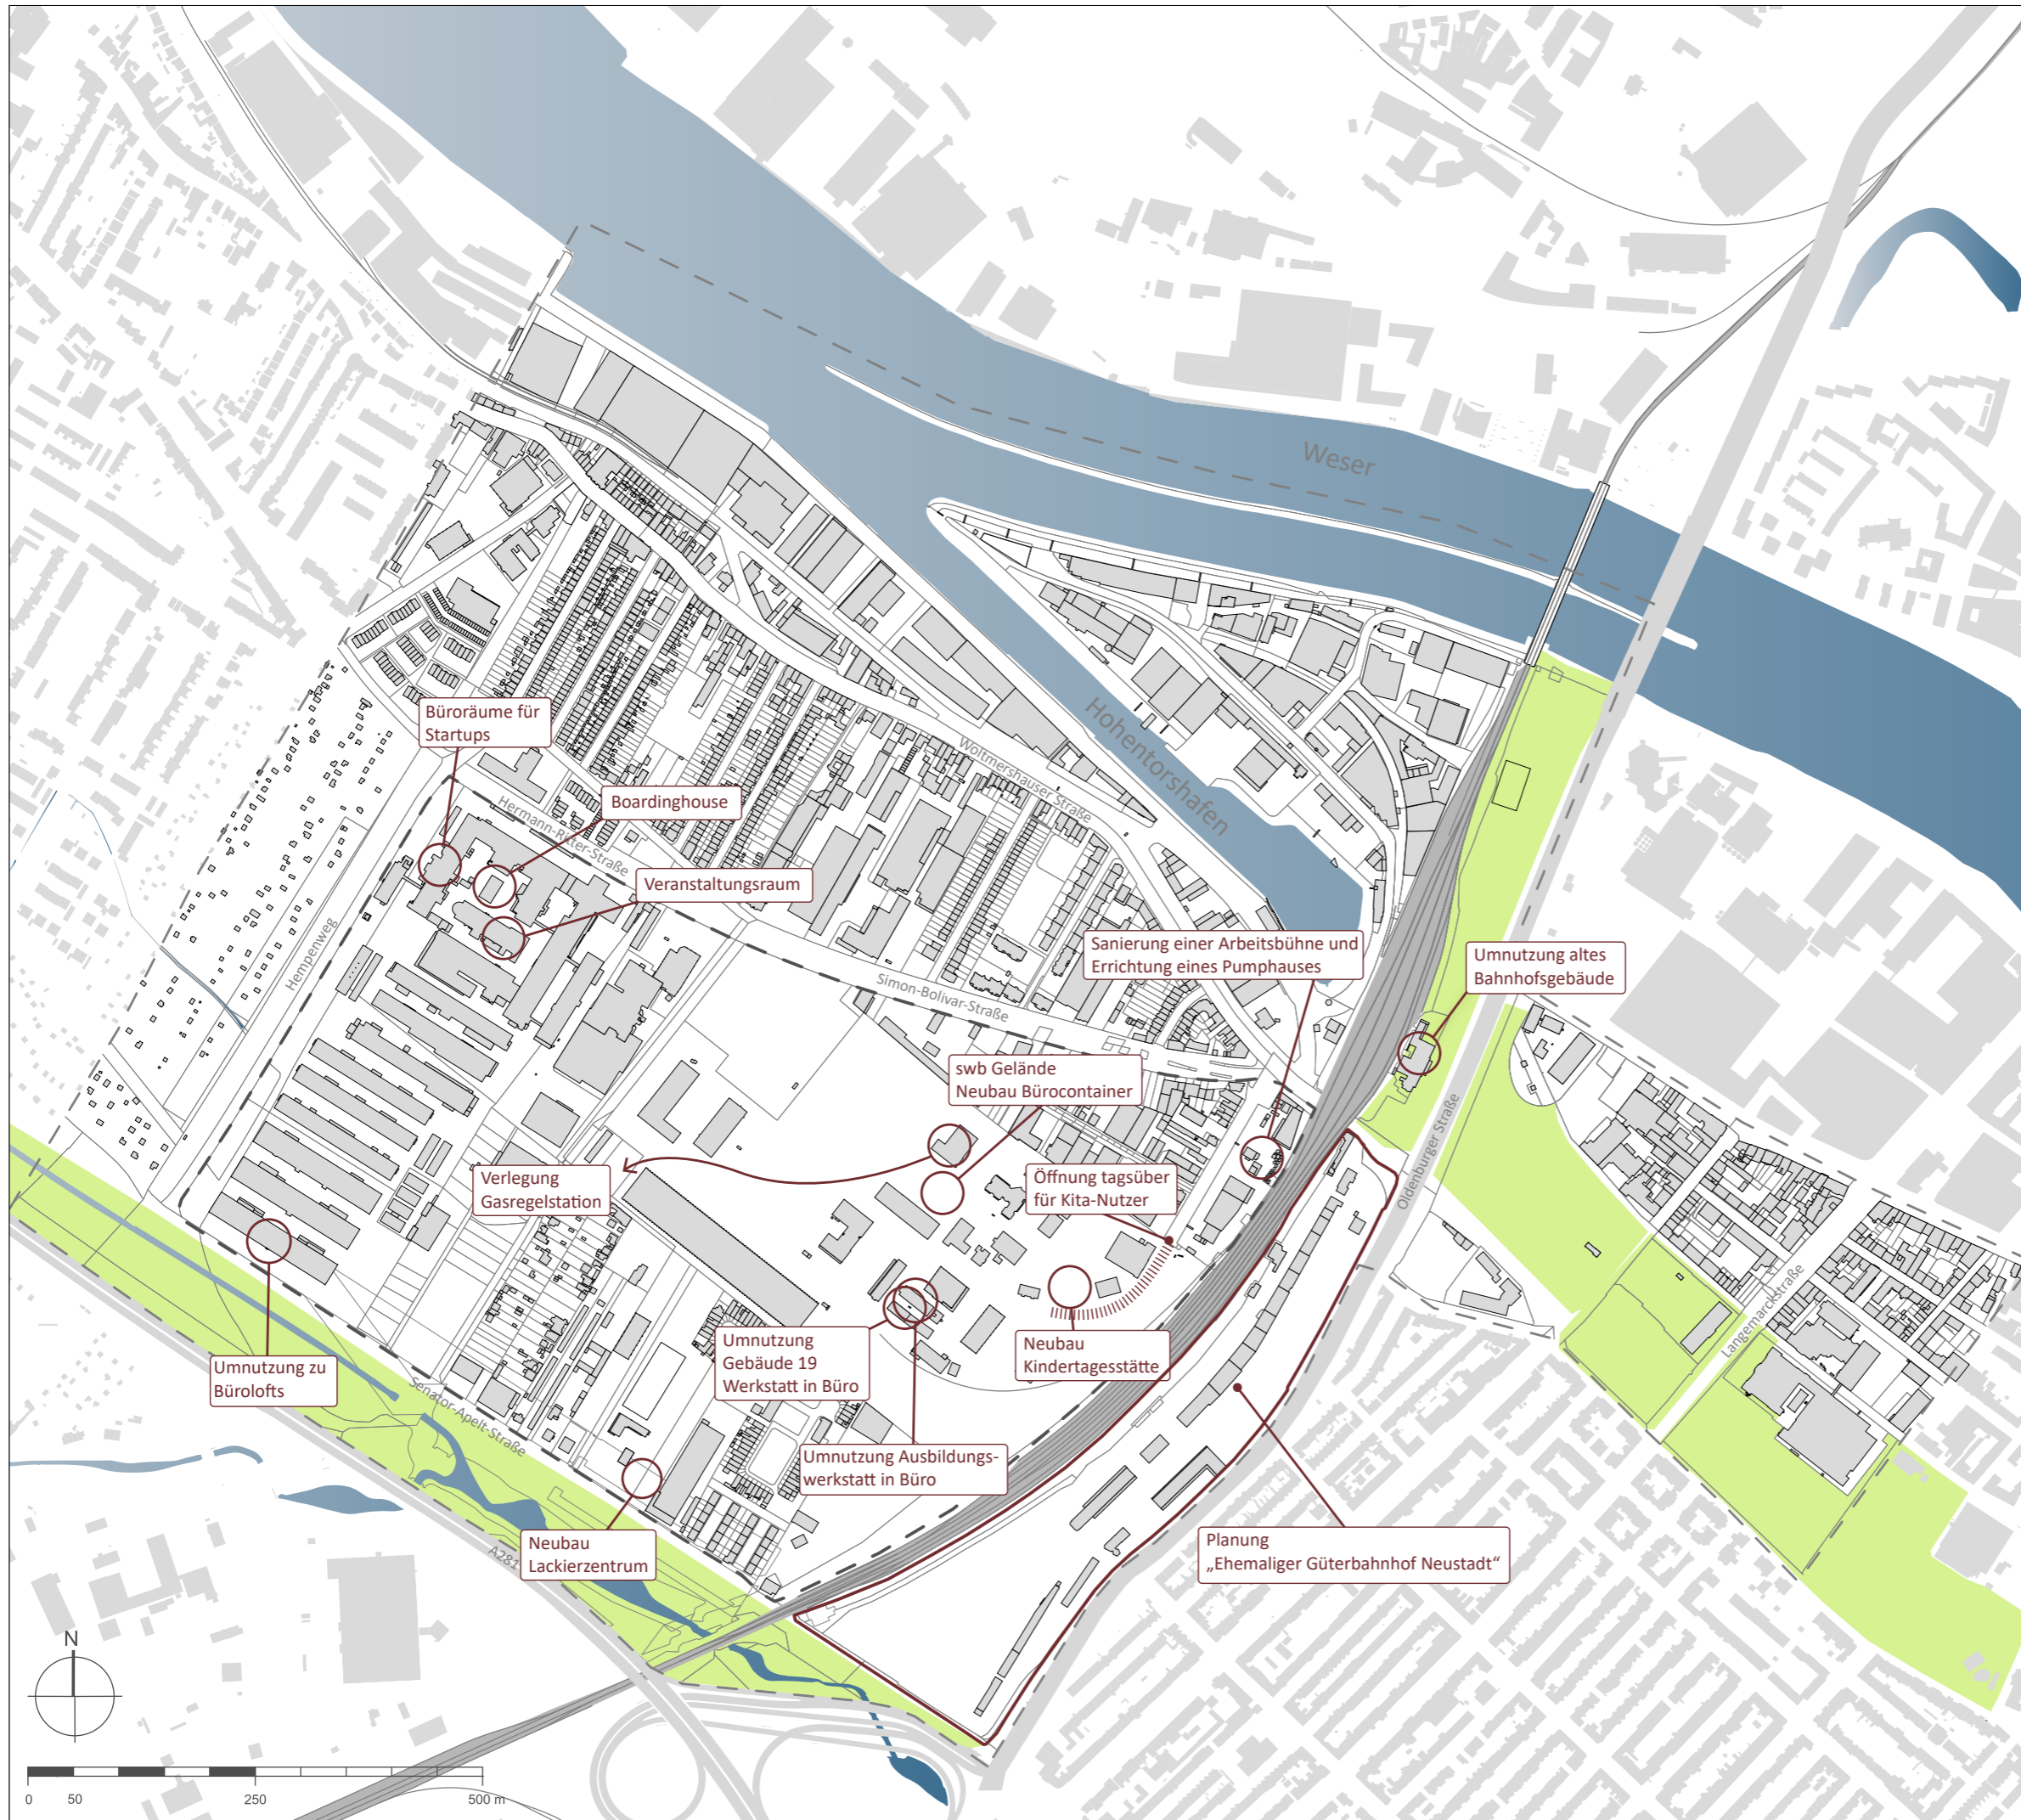 Weser
Hohentorshafen
Büroräume für
Startups
Woltmershauser Straße
Boardinghouse
Hermann-Ritter-Straße
Veranstaltungsraum
Hempenweg
Sanierung einer Arbeitsbühne und
Errichtung eines Pumphauses
Umnutzung altes
Bahnhofsgebäude
Simon-Bolivar-Straße
swb Gelände
Neubau Bürocontainer
Oldenburger Straße
Verlegung
Gasregelstation
Öffnung tagsüber
für Kita-Nutzer
Langemarckstraße
Umnutzung zu
Bürolofts
Umnutzung
Gebäude 19
Werkstatt in Büro
Neubau
Kindertagesstätte
Senator-Apelt-Straße
Umnutzung Ausbildungs-
werkstatt in Büro
Neubau
Lackierzentrum
A281
Planung
„Ehemaliger Güterbahnhof Neustadt“
N
0 50 250 500 m